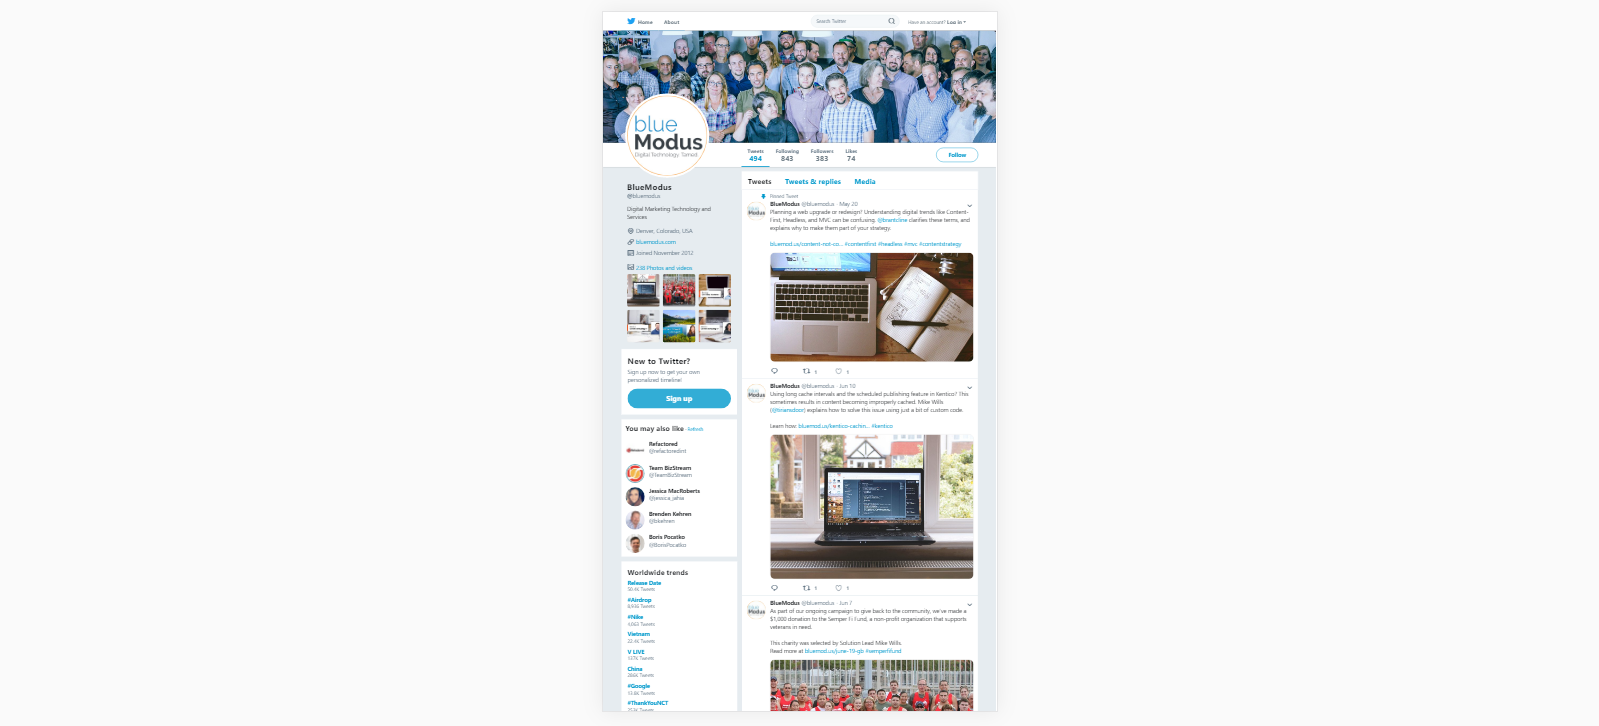 Home About Search Twitter Have an account? Log in
blue
Modus
Digital Technology. Tamed
Tweets Following Followers Likes
494 843 383 74
Follow
BlueModus
@bluemodus
Digital Marketing Technology and
Services
Denver, Colorado, USA
bluemodus.com
Joined November 2012
238 Photos and videos
New to Twitter?
Sign up now to get your own
personalized timeline!
Sign up
You may also like · Refresh
Refactored
@refactoredint
Team BizStream
@TeamBizStream
Jessica MacRoberts
@jessica_jahia
Brenden Kehren
@bkehren
Boris Pocatko
@BorisPocatko
Worldwide trends
Release Date
50.4K Tweets
#Airdrop
8,930 Tweets
#Nike
4,063 Tweets
Vietnam
22.4K Tweets
V LIVE
137K Tweets
China
286K Tweets
#Google
13.8K Tweets
#ThankYouNCT
Tweets Tweets & replies Media
Pinned Tweet
BlueModus @bluemodus · May 20
Planning a web upgrade or redesign? Understanding digital trends like Content-
First, Headless, and MVC can be confusing. @brantcline clarifies these terms, and
explains why to make them part of your strategy.
bluemod.us/content-not-co... #contentfirst #headless #mvc #contentstrategy
1 1
BlueModus @bluemodus · Jun 10
Using long cache intervals and the scheduled publishing feature in Kentico? This
sometimes results in content becoming improperly cached. Mike Wills
explains how to solve this issue using just a bit of custom code.
Learn how: bluemod.us/kentico-cachin... #kentico
1 1
BlueModus @bluemodus · Jun 7
As part of our ongoing campaign to give back to the community, we've made a
$1,000 donation to the Semper Fi Fund, a non-profit organization that supports
veterans in need.
This charity was selected by Solution Lead Mike Wills.
Read more at bluemod.us/june-19-gb #semperfifund